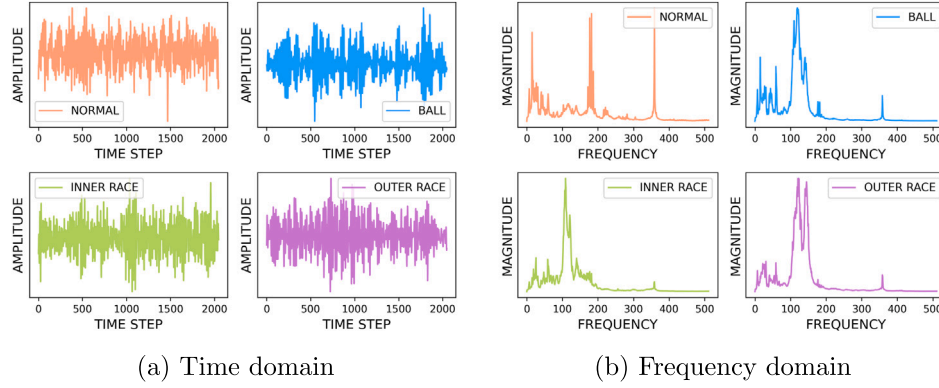 AMPLITUDE
NORMAL
0 500 1000 1500 2000
TIME STEP
AMPLITUDE
BALL
0 500 1000 1500 2000
TIME STEP
MAGNITUDE
NORMAL
0 100 200 300 400 500
FREQUENCY
MAGNITUDE
BALL
0 100 200 300 400 500
FREQUENCY
AMPLITUDE
INNER RACE
0 500 1000 1500 2000
TIME STEP
AMPLITUDE
OUTER RACE
0 500 1000 1500 2000
TIME STEP
MAGNITUDE
INNER RACE
0 100 200 300 400 500
FREQUENCY
MAGNITUDE
OUTER RACE
0 100 200 300 400 500
FREQUENCY
(a) Time domain
(b) Frequency domain